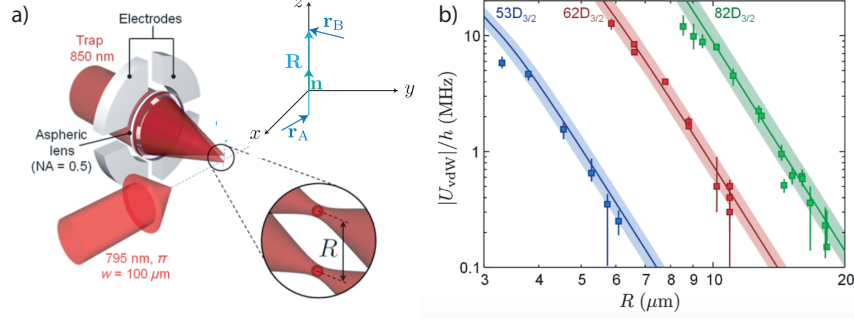 a)
Electrodes
Trap
850 nm
Aspheric
lens
(NA = 0.5)
795 nm, π
w = 100 μm
R
z
r_B
R
n
y
x
r_A
b)
53D_{3/2}
62D_{3/2}
82D_{3/2}
|U_{vdW}|/h (MHz)
10
1
0.1
3
4
5
6
7
8
9
10
20
R (μm)